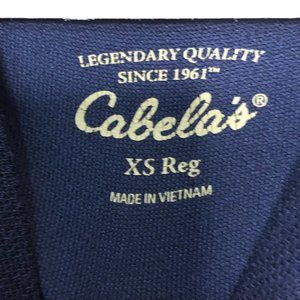 LEGENDARY QUALITY
SINCE 1961™
Cabela's®
XS Reg
MADE IN VIETNAM